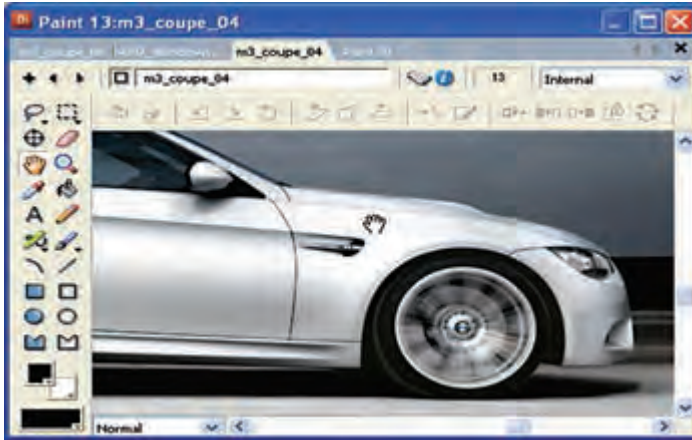 Paint 13:m3_coupe_04
m3_coupe_04
m3_coupe_04
13
Internal
A
Normal